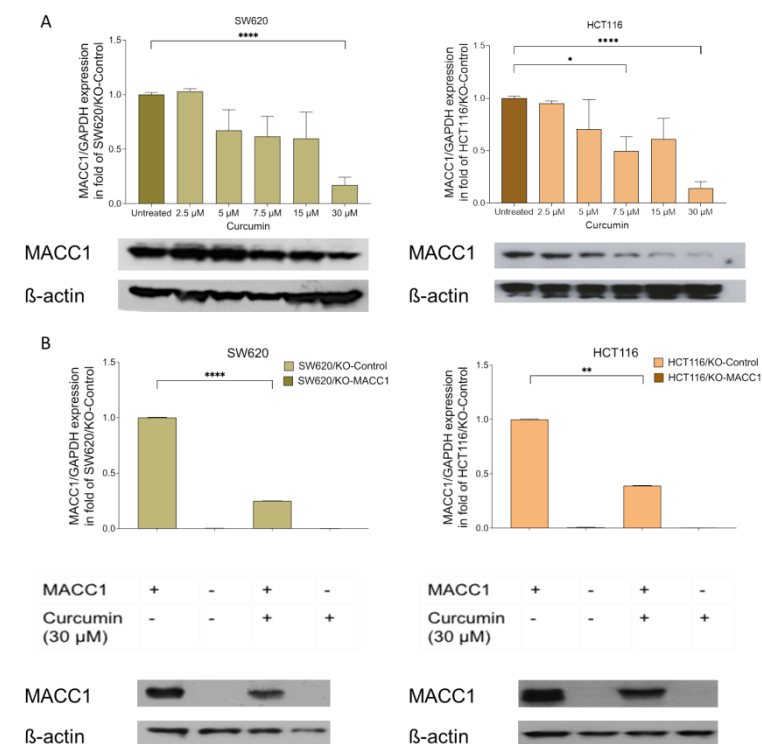 A
SW620
****
MACC1/GAPDH expression
in fold of SW620/KO-Control
1.5
1.0
0.5
0.0
Untreated 2.5 µM 5 µM 7.5 µM 15 µM 30 µM
Curcumin
MACC1
ß-actin
HCT116
****
*
MACC1/GAPDH expression
in fold of HCT116/KO-Control
1.5
1.0
0.5
0.0
Untreated 2.5 µM 5 µM 7.5 µM 15 µM 30 µM
Curcumin
MACC1
ß-actin
B
SW620
SW620/KO-Control
SW620/KO-MACC1
****
MACC1/GAPDH expression
in fold of SW620/KO-Control
1.5
1.0
0.5
0.0
MACC1 + - + -
Curcumin - - + +
(30 µM)
MACC1
ß-actin
HCT116
HCT116/KO-Control
HCT116/KO-MACC1
**
MACC1/GAPDH expression
in fold of HCT116/KO-Control
1.5
1.0
0.5
0.0
MACC1 + - + -
Curcumin - - + +
(30 µM)
MACC1
ß-actin